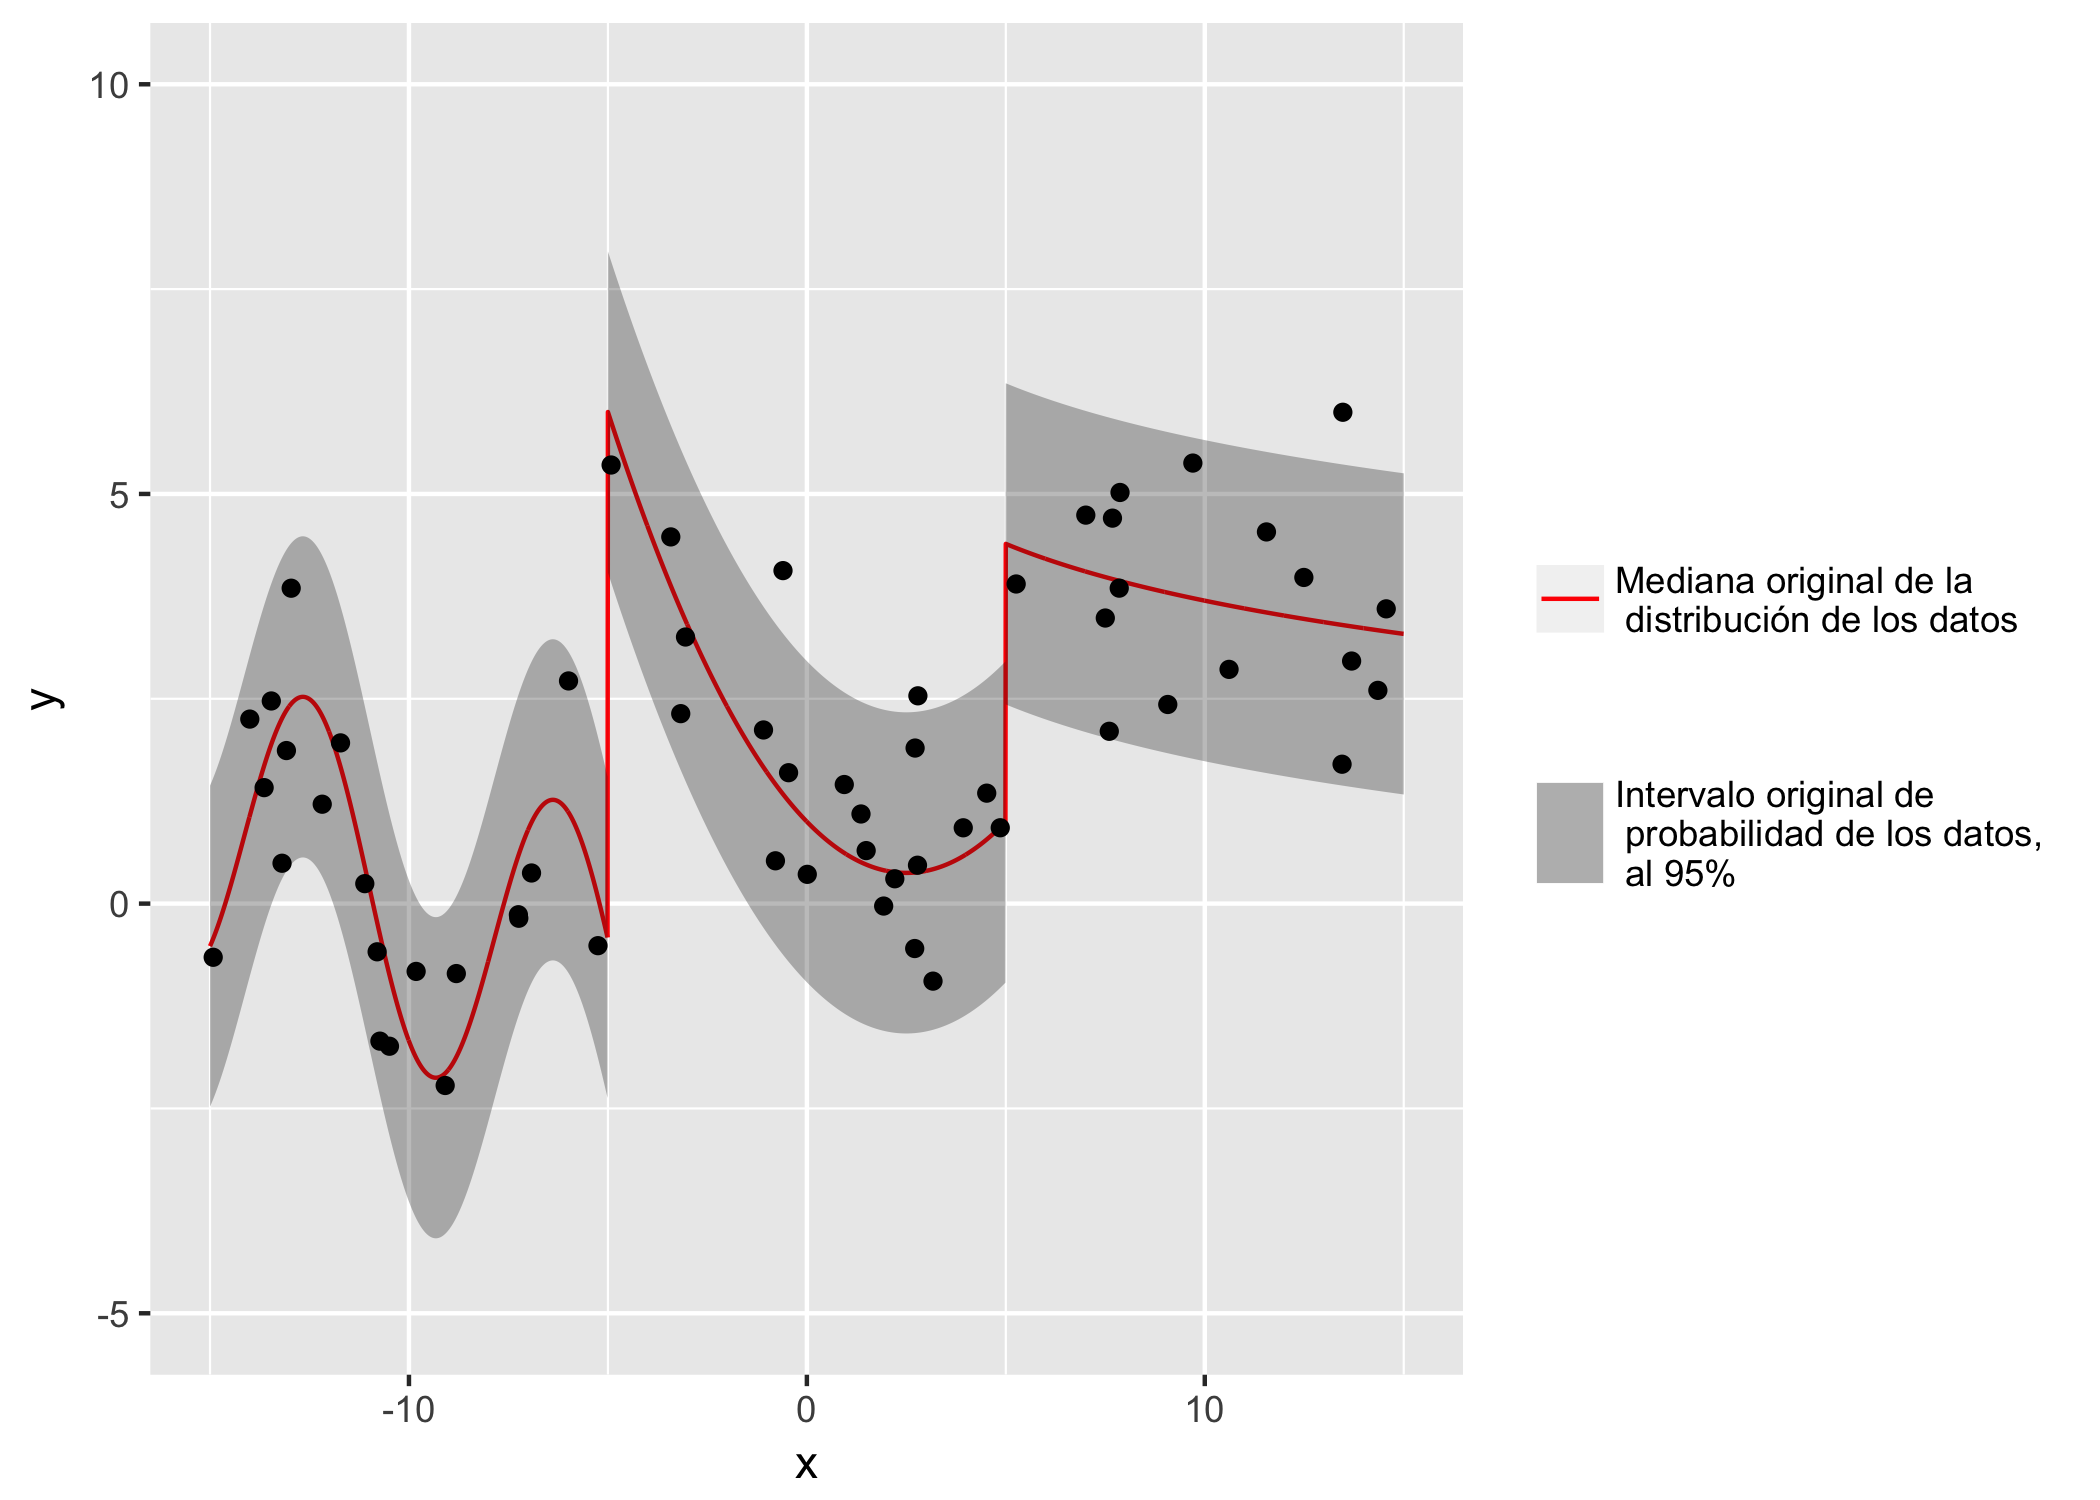 10
5
0
-5
y
-10
0
10
x
Mediana original de la
distribución de los datos
Intervalo original de
probabilidad de los datos,
al 95%